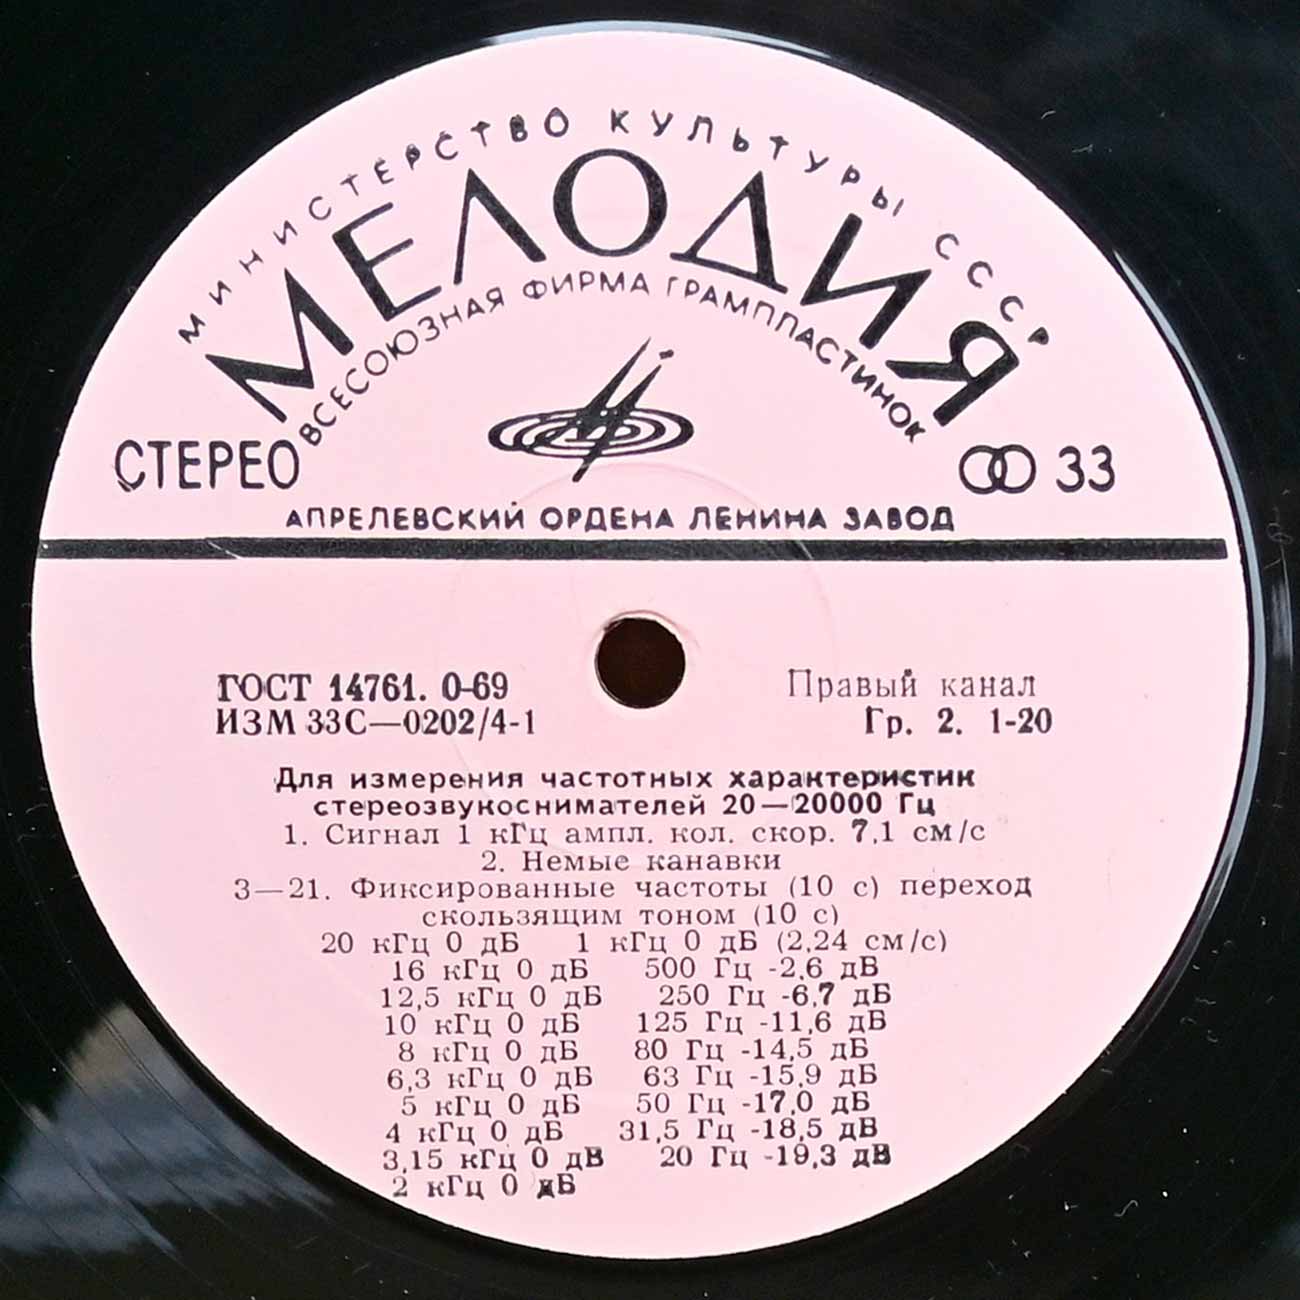 МИНИСТЕРСТВО КУЛЬТУРЫ СССР
МЕЛОДИЯ
ВСЕСОЮЗНАЯ ФИРМА ГРАМПЛАСТИНОК
СТЕРЕО 33
АПРЕЛЕВСКИЙ ОРДЕНА ЛЕНИНА ЗАВОД
ГОСТ 14761. 0-69 Правый канал
ИЗМ 33С—0202/4-1 Гр. 2. 1-20
Для измерения частотных характеристик
стереозвукоснимателей 20—20000 Гц
1. Сигнал 1 кГц ампл. кол. скор. 7,1 см/с
2. Немые канавки
3—21. Фиксированные частоты (10 с) переход
скользящим тоном (10 с)
20 кГц 0 дБ 1 кГц 0 дБ (2,24 см/с)
16 кГц 0 дБ 500 Гц -2,6 дБ
12,5 кГц 0 дБ 250 Гц -6,7 дБ
10 кГц 0 дБ 125 Гц -11,6 дБ
8 кГц 0 дБ 80 Гц -14,5 дБ
6,3 кГц 0 дБ 63 Гц -15,9 дБ
5 кГц 0 дБ 50 Гц -17,0 дБ
4 кГц 0 дБ 31,5 Гц -18,5 дБ
3,15 кГц 0 дВ 20 Гц -19,3 дВ
2 кГц 0 дБ